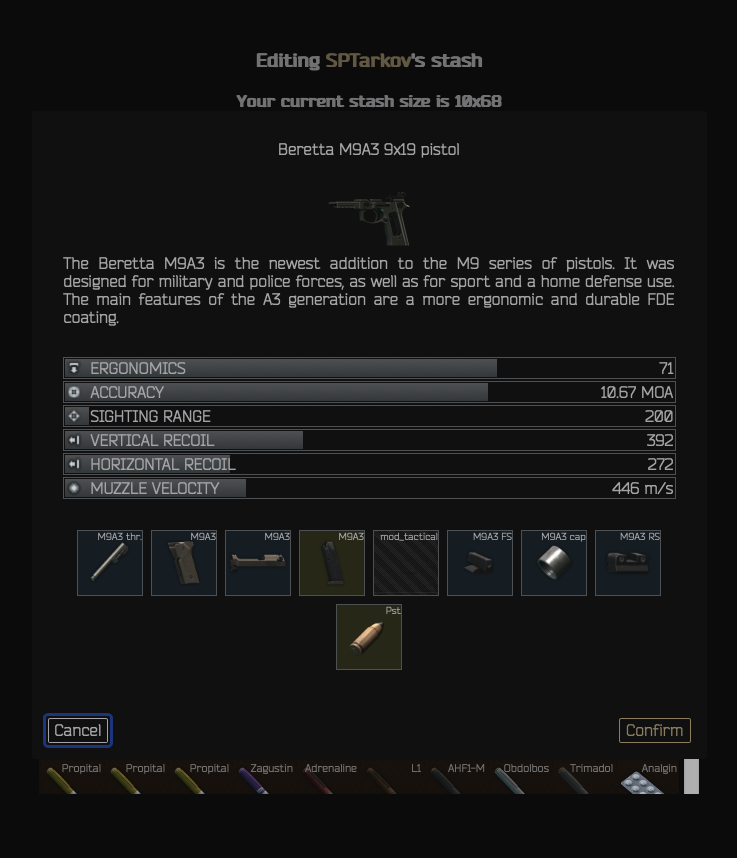 Editing SPTarkov's stash
Your current stash size is 10x68
Beretta M9A3 9x19 pistol
The Beretta M9A3 is the newest addition to the M9 series of pistols. It was
designed for military and police forces, as well as for sport and a home defense use.
The main features of the A3 generation are a more ergonomic and durable FDE
coating.
ERGONOMICS 71
ACCURACY 10.67 MOA
SIGHTING RANGE 200
VERTICAL RECOIL 392
HORIZONTAL RECOIL 272
MUZZLE VELOCITY 446 m/s
M9A3 thr. M9A3 M9A3 M9A3 mod_tactical M9A3 FS M9A3 cap M9A3 RS
Pst
Cancel Confirm
Propital Propital Propital Zagustin Adrenaline L1 AHF1-M Obdolbos Trimadol Analgin